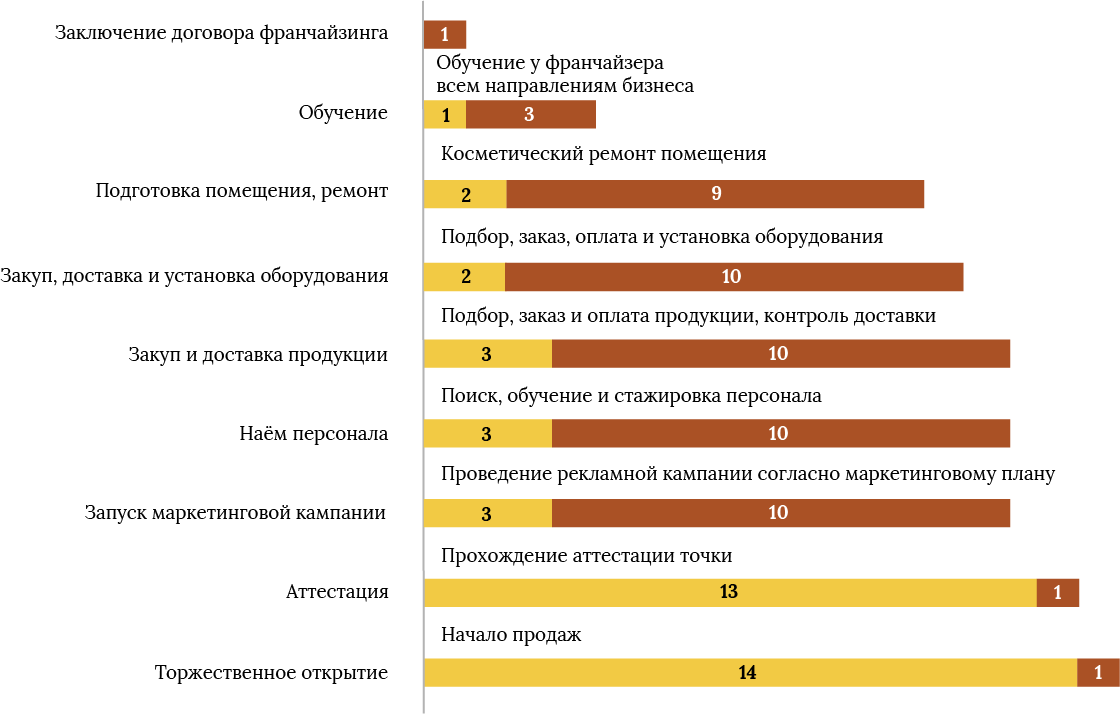 Заключение договора франчайзинга
1
Обучение у франчайзера
всем направлениям бизнеса
Обучение
1 3
Косметический ремонт помещения
Подготовка помещения, ремонт
2 9
Подбор, заказ, оплата и установка оборудования
Закуп, доставка и установка оборудования
2 10
Подбор, заказ и оплата продукции, контроль доставки
Закуп и доставка продукции
3 10
Поиск, обучение и стажировка персонала
Наём персонала
3 10
Проведение рекламной кампании согласно маркетинговому плану
Запуск маркетинговой кампании
3 10
Прохождение аттестации точки
Аттестация
13 1
Начало продаж
Торжественное открытие
14 1